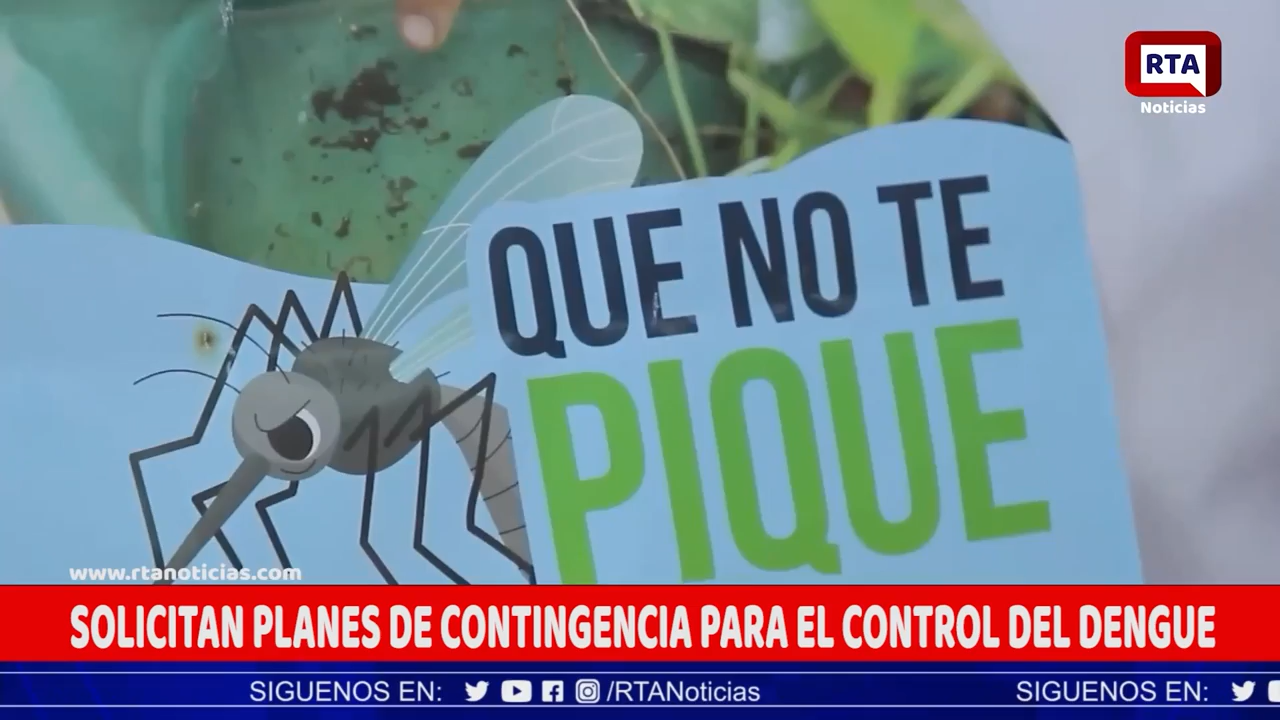 RTA
Noticias
QUE NO TE
PIQUE
www.rtanoticias.com
SOLICITAN PLANES DE CONTINGENCIA PARA EL CONTROL DEL DENGUE
SIGUENOS EN: /RTANoticias SIGUENOS EN: